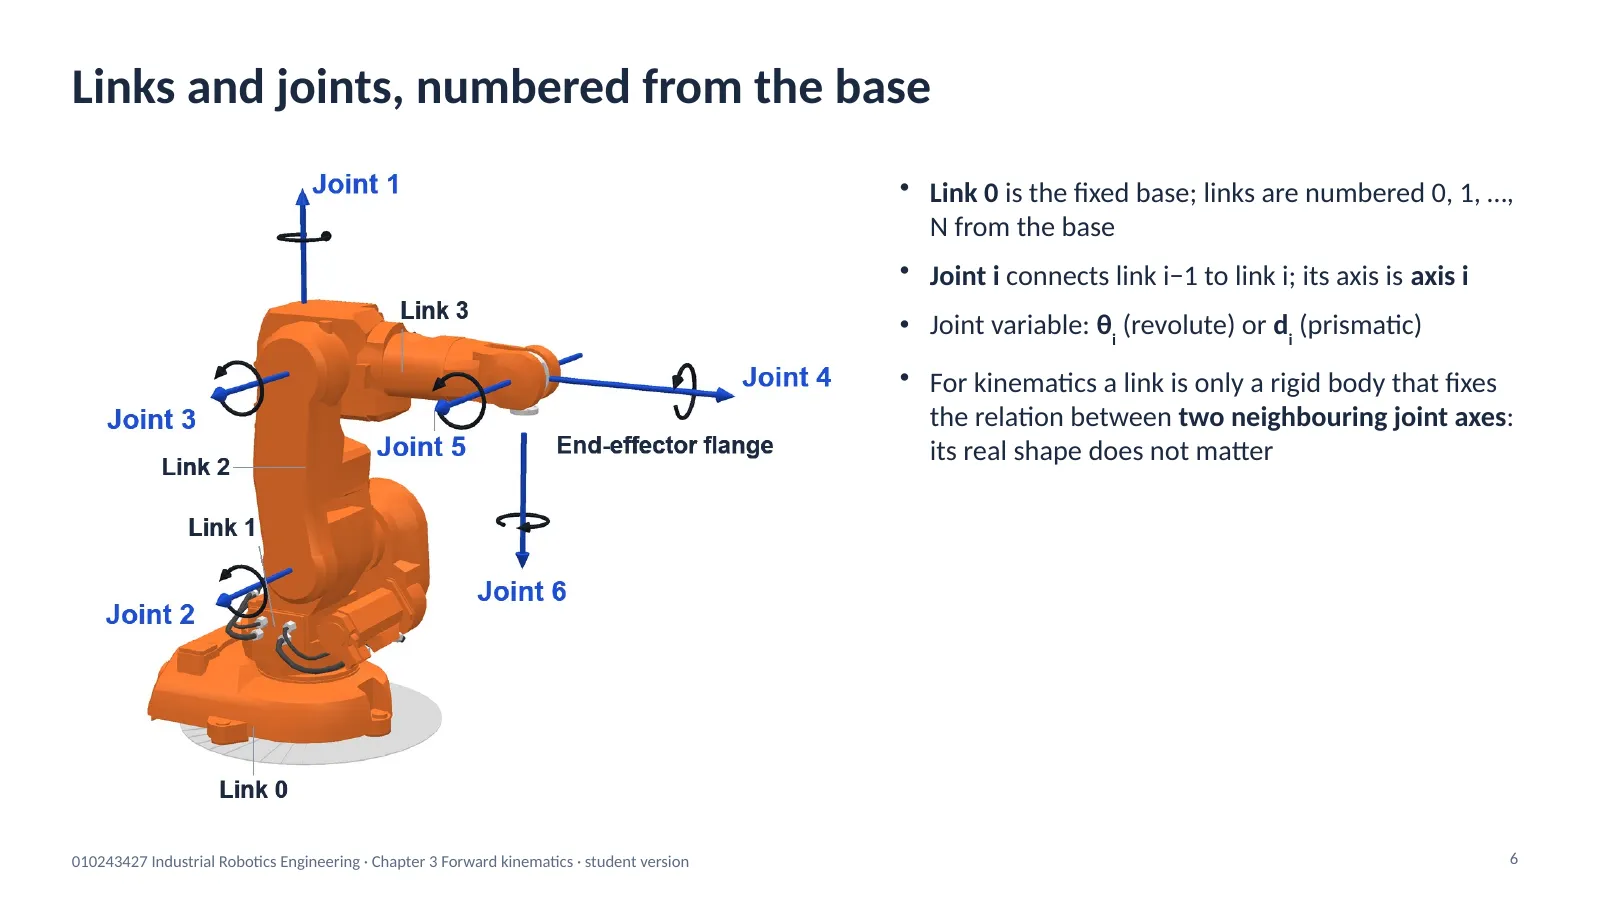 Links and joints, numbered from the base
Joint 1
Link 3
Joint 4
Joint 3
Joint 5
End-effector flange
Link 2
Link 1
Joint 6
Joint 2
Link 0
• Link 0 is the fixed base; links are numbered 0, 1, …,
N from the base
• Joint i connects link i−1 to link i; its axis is axis i
• Joint variable: θi (revolute) or di (prismatic)
• For kinematics a link is only a rigid body that fixes
the relation between two neighbouring joint axes:
its real shape does not matter
010243427 Industrial Robotics Engineering · Chapter 3 Forward kinematics · student version
6